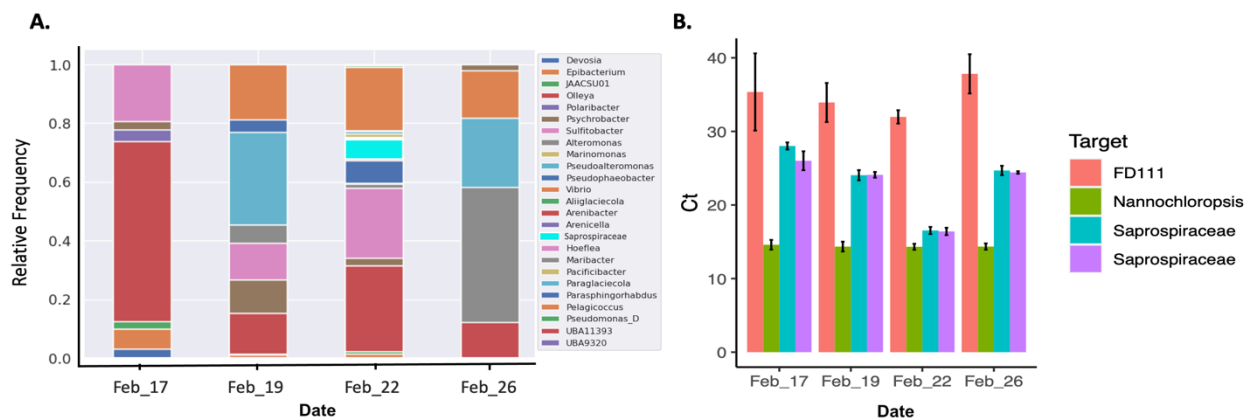 A.
Relative Frequency
1.0
0.8
0.6
0.4
0.2
0.0
Feb_17
Feb_19
Feb_22
Feb_26
Date
Devosia
Epibacterium
JAACSU01
Olleya
Polaribacter
Psychrobacter
Sulfitobacter
Alteromonas
Marinomonas
Pseudoalteromonas
Pseudophaeobacter
Vibrio
Aliiglaciecola
Arenibacter
Arenicella
Saprospiraceae
Hoeflea
Maribacter
Pacificibacter
Paraglaciecola
Parasphingorhabdus
Pelagicoccus
Pseudomonas_D
UBA11393
UBA9320
B.
Ct
40
30
20
10
0
Feb_17
Feb_19
Feb_22
Feb_26
Date
Target
FD111
Nannochloropsis
Saprospiraceae
Saprospiraceae